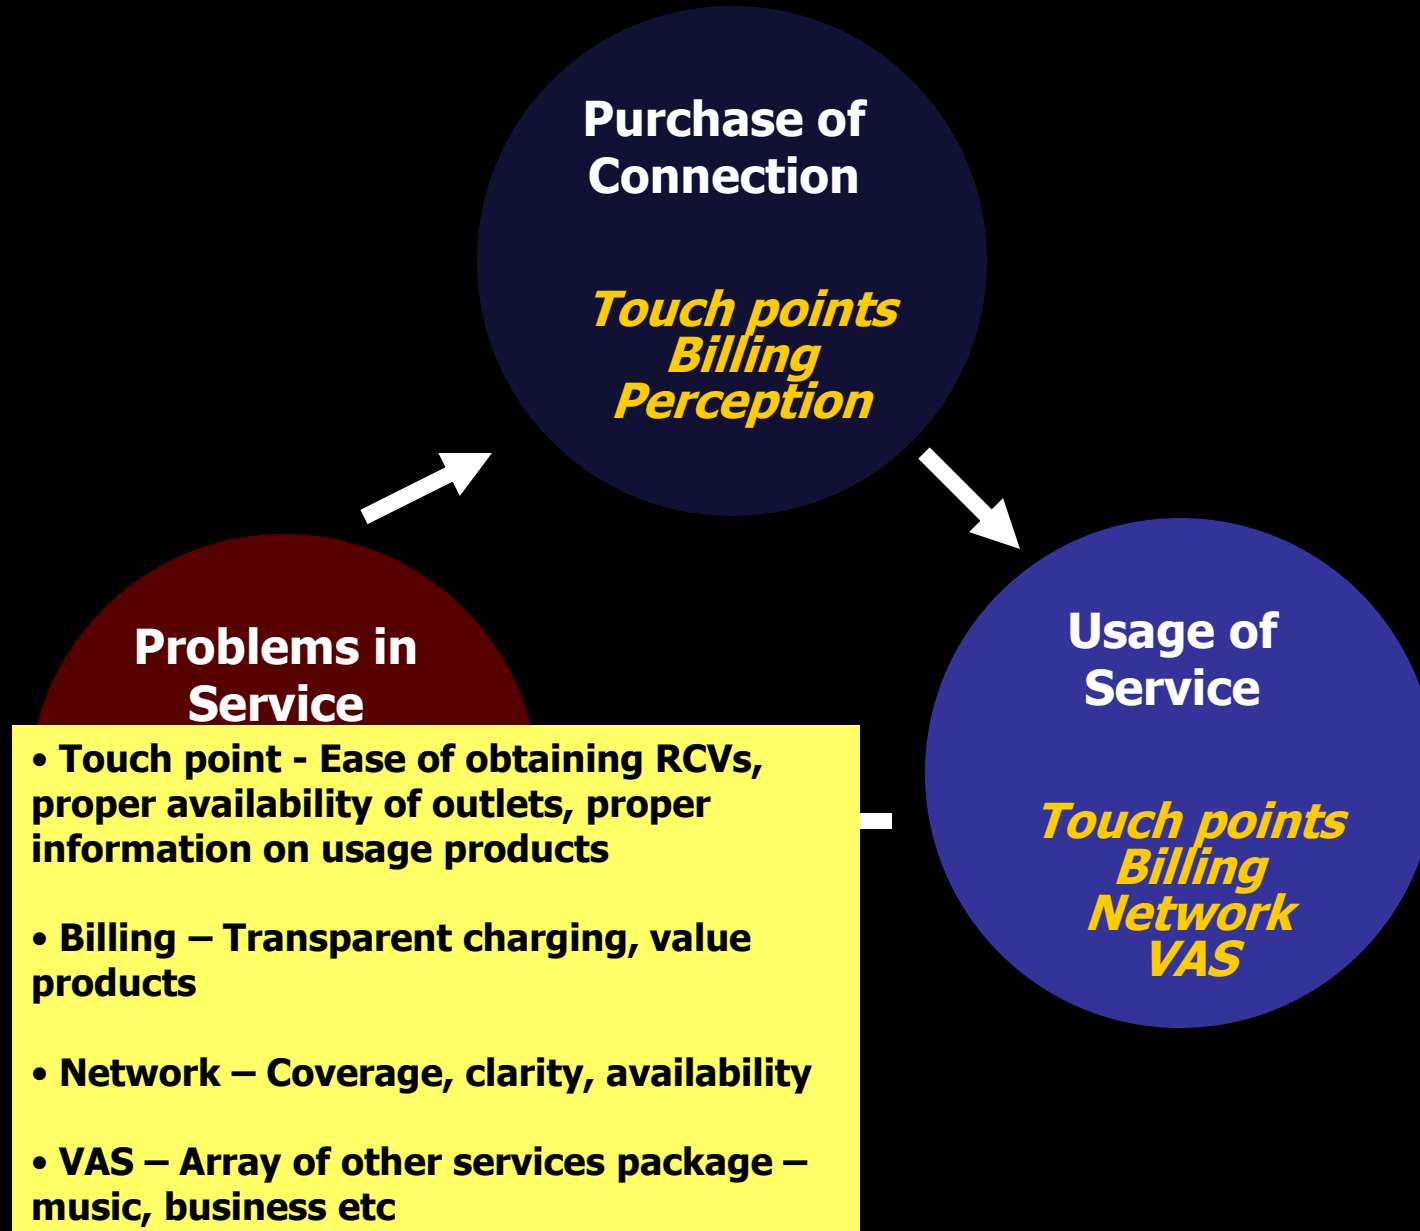 Purchase of
Connection
Touch points
Billing
Perception
Problems in
Service
Usage of
Service
Touch points
Billing
Network
VAS
• Touch point - Ease of obtaining RCVs,
proper availability of outlets, proper
information on usage products
• Billing – Transparent charging, value
products
• Network – Coverage, clarity, availability
• VAS – Array of other services package –
music, business etc